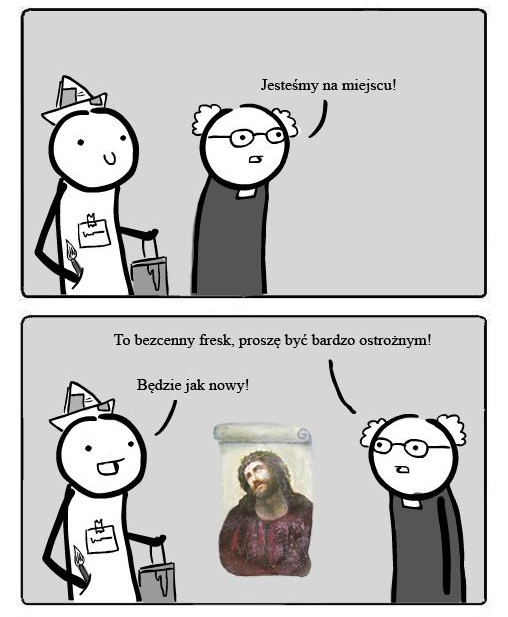 Jesteśmy na miejscu!
To bezcenny fresk, proszę być bardzo ostrożnym!
Będzie jak nowy!